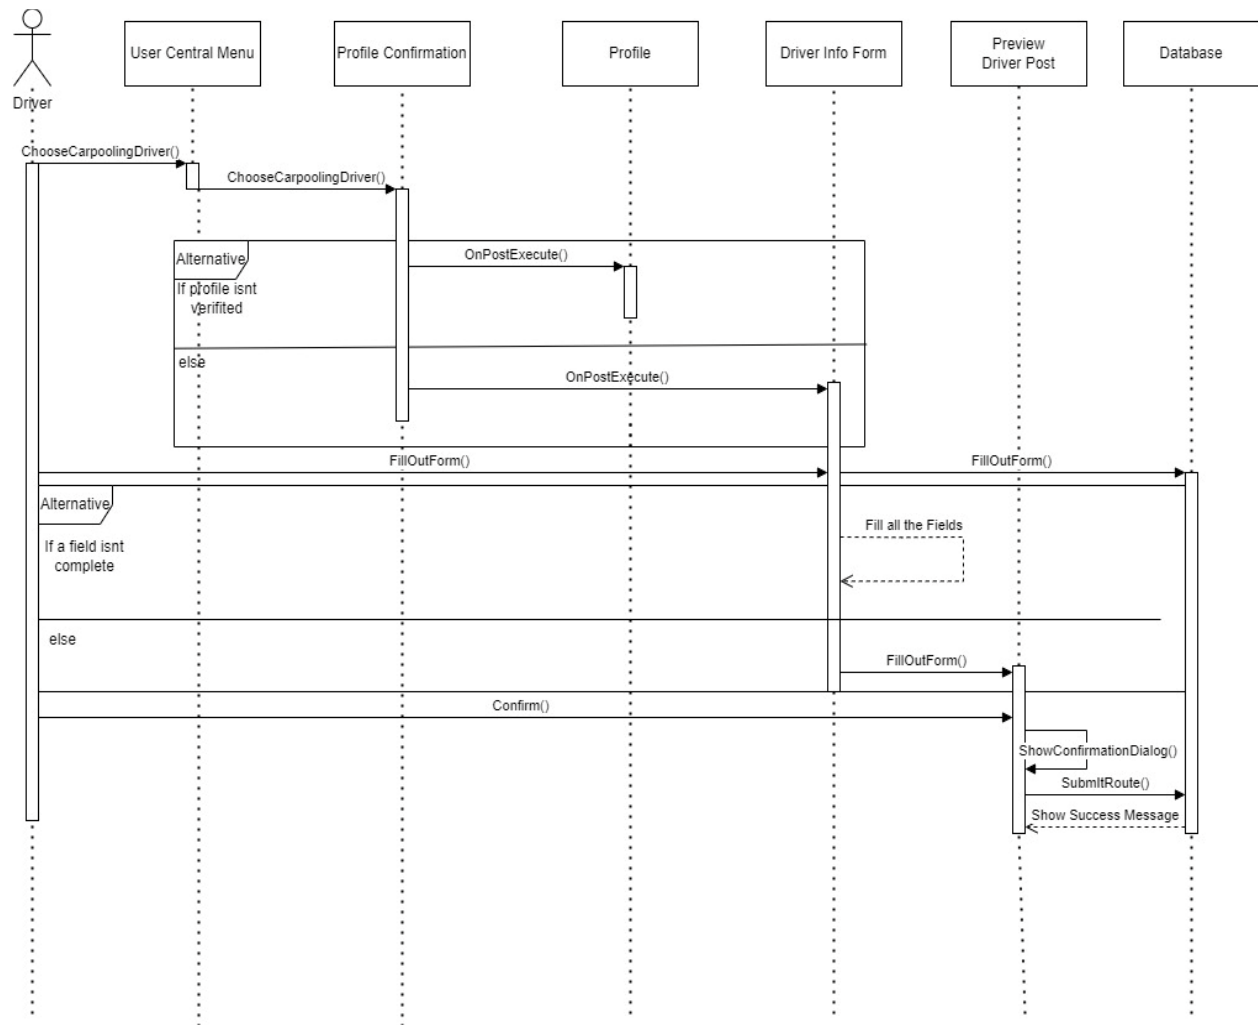 Driver
User Central Menu
Profile Confirmation
Profile
Driver Info Form
Preview
Driver Post
Database
ChooseCarpoolingDriver()
ChooseCarpoolingDriver()
Alternative
If profile isnt
verifited
OnPostExecute()
else
OnPostExecute()
FillOutForm()
FillOutForm()
Alternative
If a field isnt
complete
Fill all the Fields
else
FillOutForm()
Confirm()
ShowConfirmationDialog()
SubmItRoute()
Show Success Message